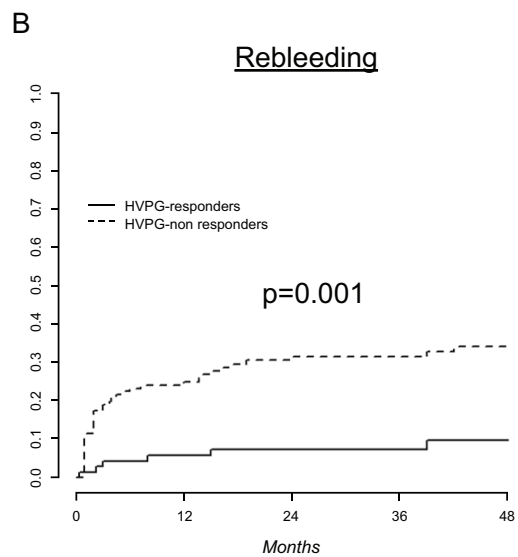 B
Rebleeding
1.0
0.9
0.8
0.7
0.6
0.5
0.4
0.3
0.2
0.1
0.0
HVPG-responders
HVPG-non responders
p=0.001
0 12 24 36 48
Months